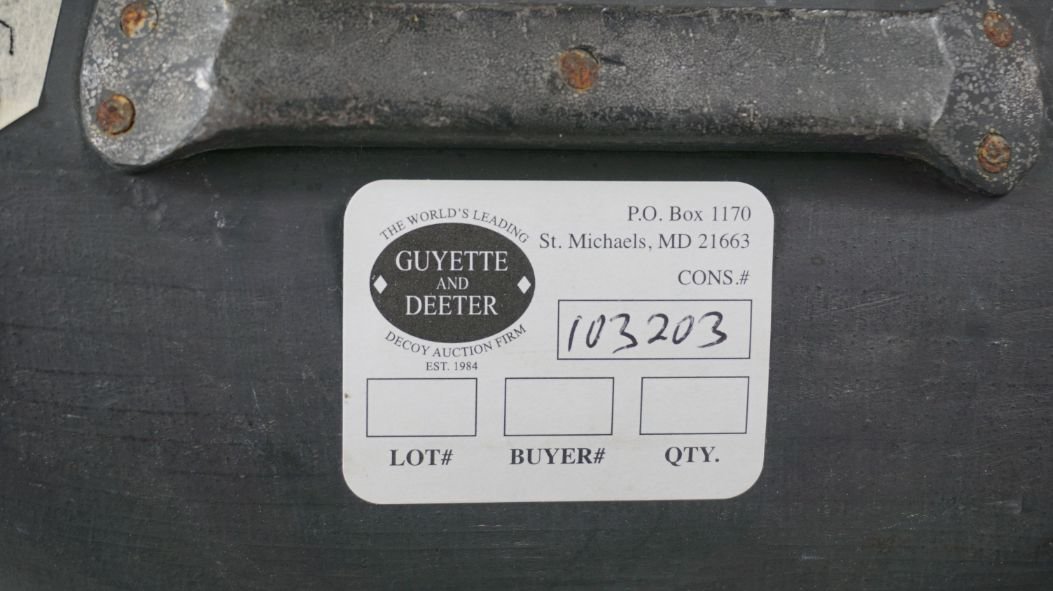 THE WORLD'S LEADING
GUYETTE
AND
DEETER
DECOY AUCTION FIRM
EST. 1984
P.O. Box 1170
St. Michaels, MD 21663
CONS.#
103203
LOT#
BUYER#
QTY.